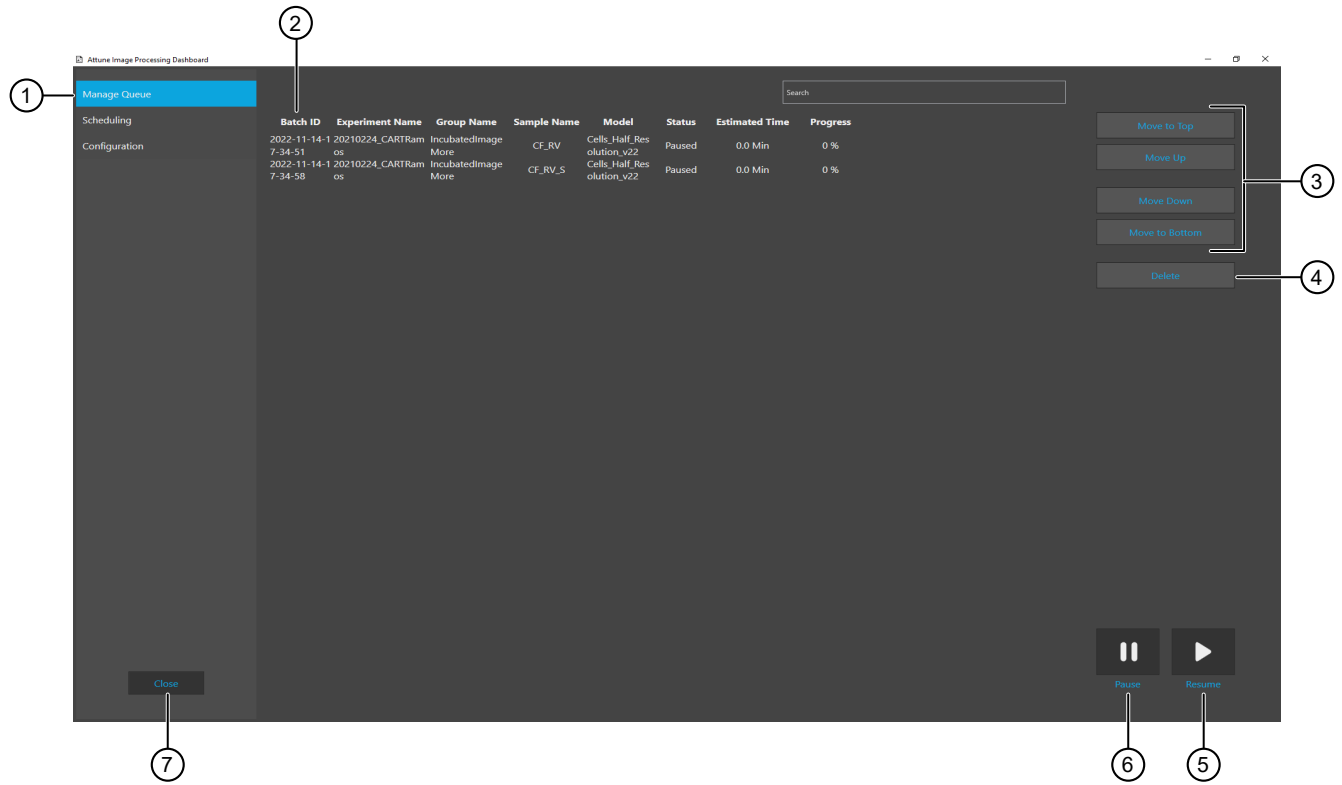 2
Attune Image Processing Dashboard
1
Manage Queue
Scheduling
Configuration
Search
Batch ID Experiment Name Group Name Sample Name Model Status Estimated Time Progress
2022-11-14-1 20210224_CARTRam IncubatedImage CF_RV Cells_Half_Res Paused 0.0 Min 0 %
7-34-51 os More olution_v22
2022-11-14-1 20210224_CARTRam IncubatedImage CF_RV_S Cells_Half_Res Paused 0.0 Min 0 %
7-34-58 os More olution_v22
Move to Top
Move Up
Move Down
Move to Bottom
3
Delete
4
Close
Pause Resume
7
6
5